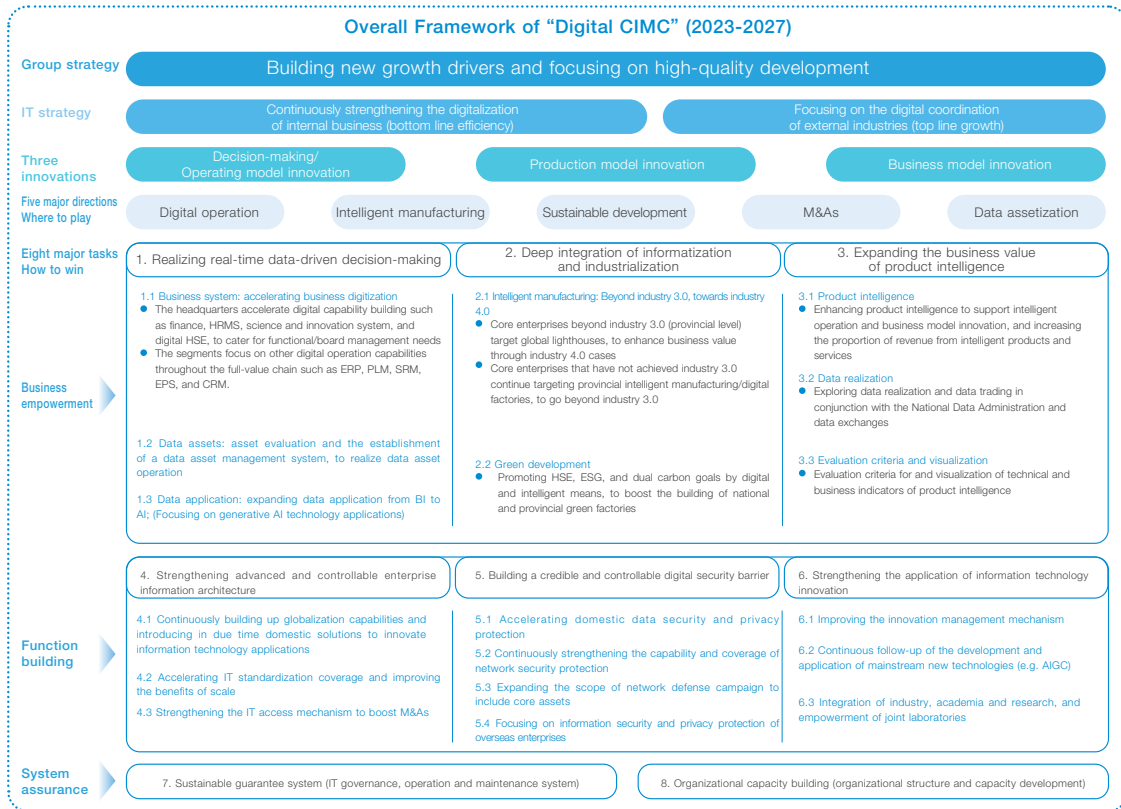 Overall Framework of “Digital CIMC” (2023-2027)
Group strategy
Building new growth drivers and focusing on high-quality development
IT strategy
Continuously strengthening the digitalization
of internal business (bottom line efficiency)
Focusing on the digital coordination
of external industries (top line growth)
Three
innovations
Decision-making/
Operating model innovation
Production model innovation
Business model innovation
Five major directions
Where to play
Digital operation
Intelligent manufacturing
Sustainable development
M&As
Data assetization
Eight major tasks
How to win
1. Realizing real-time data-driven decision-making
2. Deep integration of informatization
and industrialization
3. Expanding the business value
of product intelligence
Business
empowerment
1.1 Business system: accelerating business digitization
The headquarters accelerate digital capability building such
as finance, HRMS, science and innovation system, and
digital HSE, to cater for functional/board management needs
The segments focus on other digital operation capabilities
throughout the full-value chain such as ERP, PLM, SRM,
EPS, and CRM.
1.2 Data assets: asset evaluation and the establishment
of a data asset management system, to realize data asset
operation
1.3 Data application: expanding data application from BI to
AI; (Focusing on generative AI technology applications)
2.1 Intelligent manufacturing: Beyond industry 3.0, towards industry
4.0
Core enterprises beyond industry 3.0 (provincial level)
target global lighthouses, to enhance business value
through industry 4.0 cases
Core enterprises that have not achieved industry 3.0
continue targeting provincial intelligent manufacturing/digital
factories, to go beyond industry 3.0
2.2 Green development
Promoting HSE, ESG, and dual carbon goals by digital
and intelligent means, to boost the building of national
and provincial green factories
3.1 Product intelligence
Enhancing product intelligence to support intelligent
operation and business model innovation, and increasing
the proportion of revenue from intelligent products and
services
3.2 Data realization
Exploring data realization and data trading in
conjunction with the National Data Administration and
data exchanges
3.3 Evaluation criteria and visualization
Evaluation criteria for and visualization of technical and
business indicators of product intelligence
Function
building
4. Strengthening advanced and controllable enterprise
information architecture
5. Building a credible and controllable digital security barrier
6. Strengthening the application of information technology
innovation
4.1 Continuously building up globalization capabilities and
introducing in due time domestic solutions to innovate
information technology applications
4.2 Accelerating IT standardization coverage and improving
the benefits of scale
4.3 Strengthening the IT access mechanism to boost M&As
5.1 Accelerating domestic data security and privacy
protection
5.2 Continuously strengthening the capability and coverage of
network security protection
5.3 Expanding the scope of network defense campaign to
include core assets
5.4 Focusing on information security and privacy protection of
overseas enterprises
6.1 Improving the innovation management mechanism
6.2 Continuous follow-up of the development and
application of mainstream new technologies (e.g. AIGC)
6.3 Integration of industry, academia and research, and
empowerment of joint laboratories
System
assurance
7. Sustainable guarantee system (IT governance, operation and maintenance system)
8. Organizational capacity building (organizational structure and capacity development)